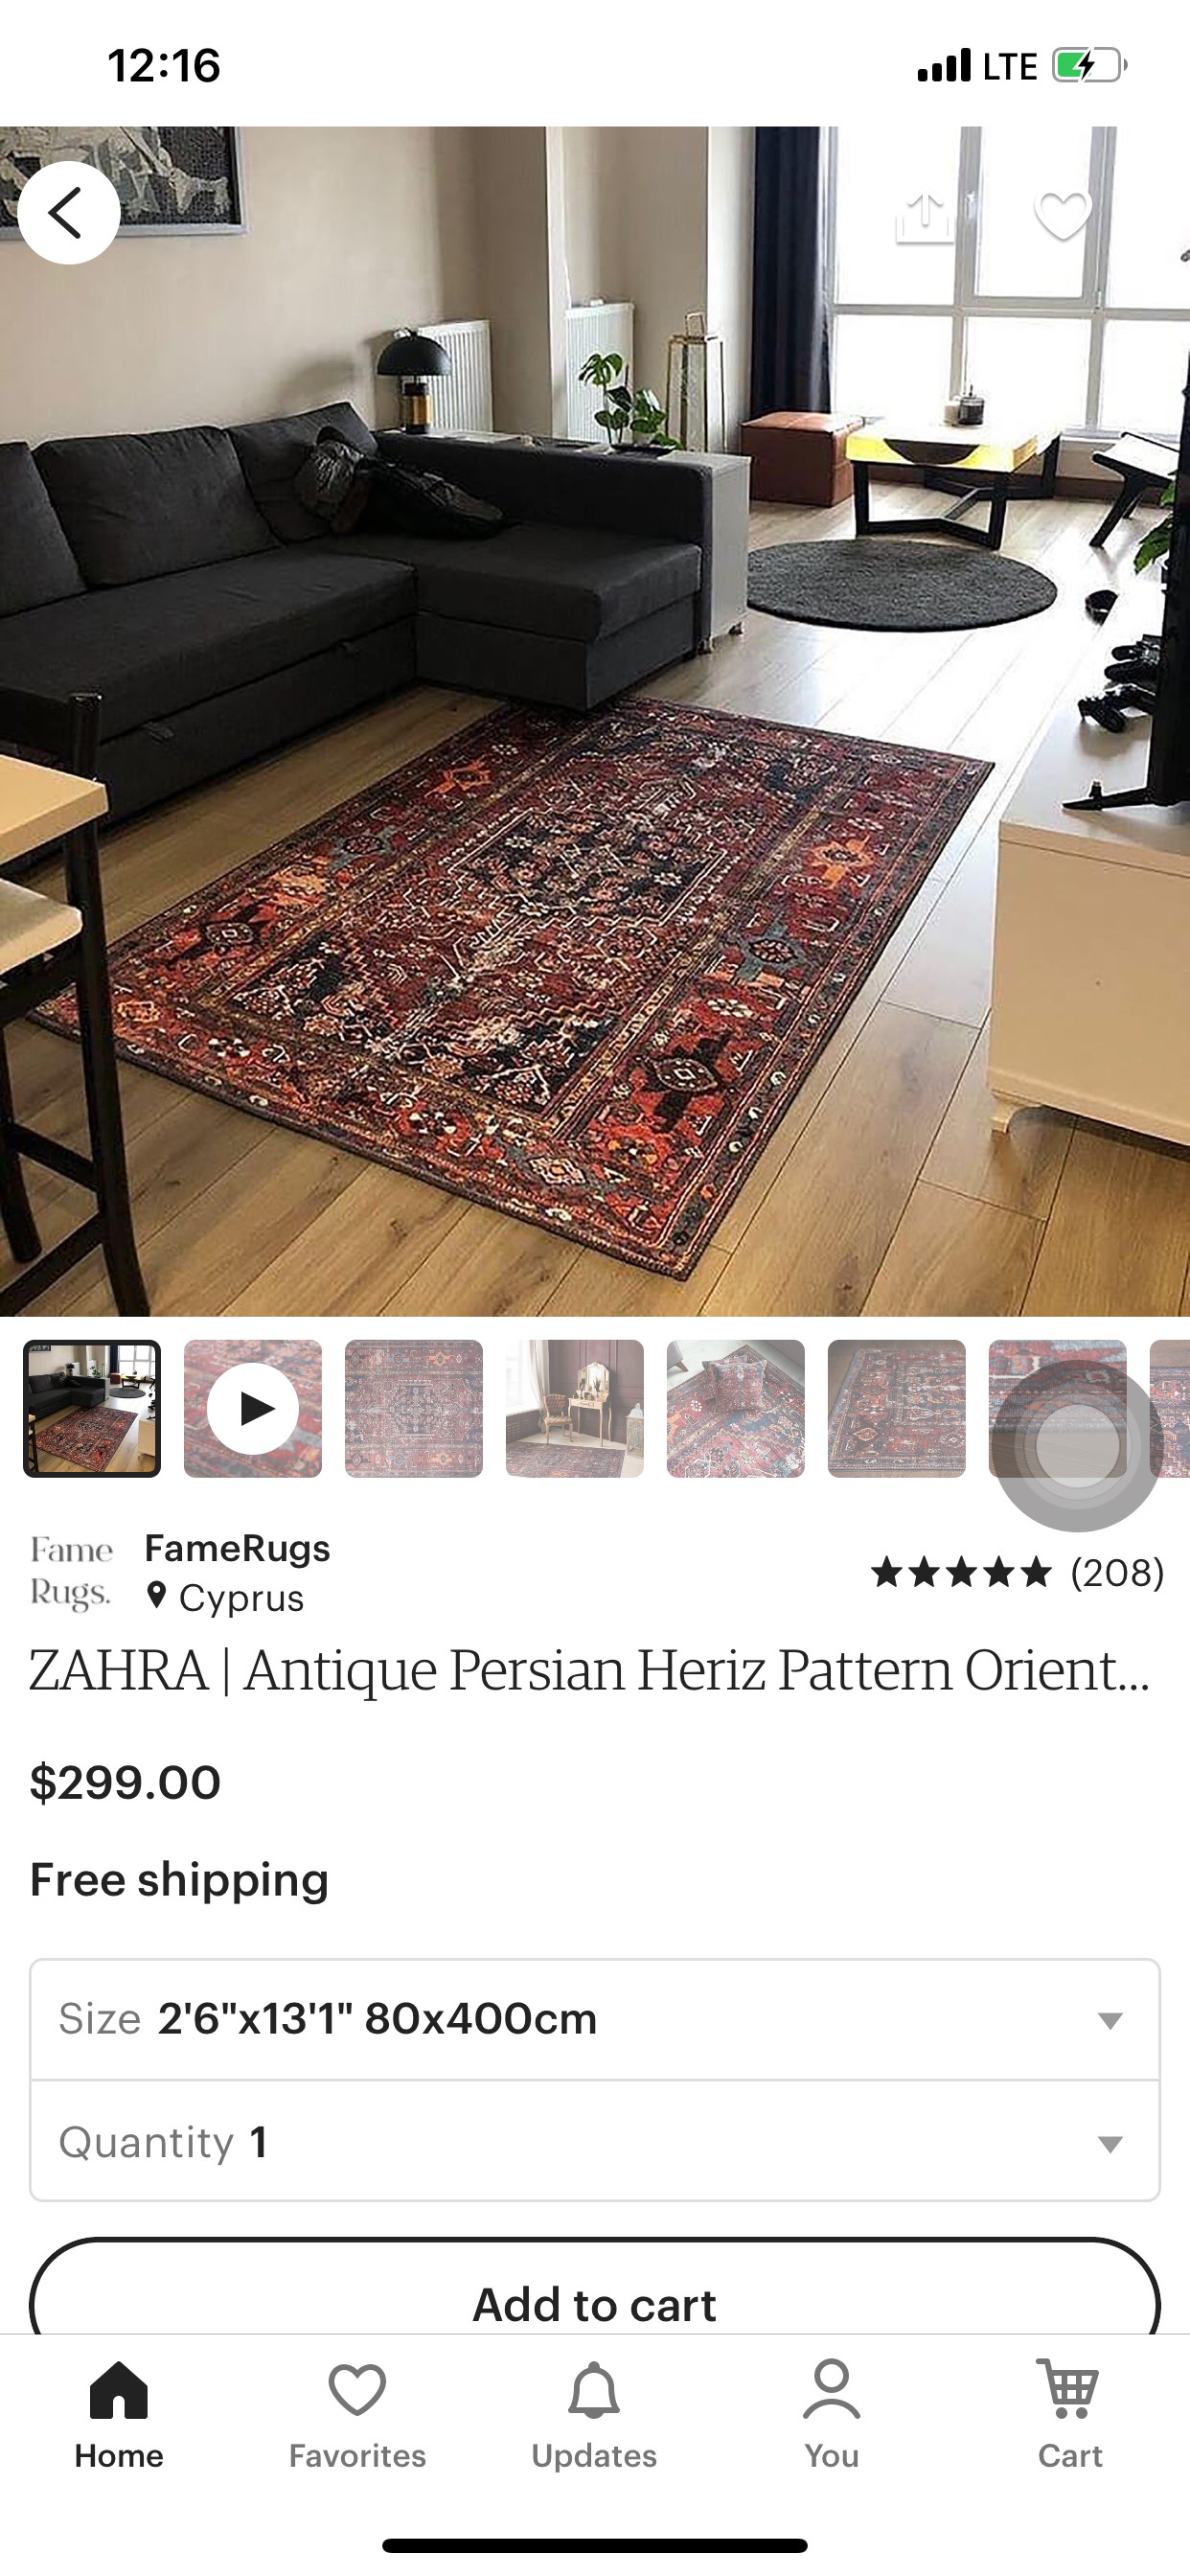 12:16
LTE
Fame
Rugs.
FameRugs
Cyprus
★★★★★ (208)
ZAHRA | Antique Persian Heriz Pattern Orient...
$299.00
Free shipping
Size 2'6"x13'1" 80x400cm
Quantity 1
Add to cart
Home
Favorites
Updates
You
Cart